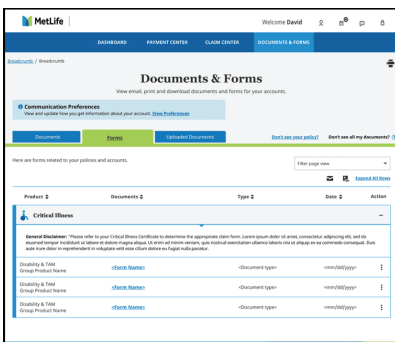 MetLife
Welcome David
DASHBOARD PAYMENT CENTER CLAIM CENTER DOCUMENTS & FORMS
Breadcrumb / Breadcrumb
Documents & Forms
View email, print and download documents and forms for your accounts.
Communication Preferences
View and update how you get information about your account. View Preferences
Documents Forms Uploaded Documents Don't see your policy? Don't see all my documents?
Here are forms related to your policies and accounts.
Filter page view
Expand All Rows
Product Documents Type Date Action
Critical Illness
General Disclaimer: "Please refer to your Critical Illness Certificate to determine the appropriate claim form. Lorem ipsum dolor sit amet, consectetur adipiscing elit, sed do
eiusmod tempor incididunt ut labore et dolore magna aliqua. Ut enim ad minim veniam, quis nostrud exercitation ullamco laboris nisi ut aliquip ex ea commodo consequat. Duis
aute irure dolor in reprehenderit in voluptate velit esse cillum dolore eu fugiat nulla pariatur.
Disability & TAM
Group Product Name <Form Name> <Document type> <mm/dd/yyyy>
Disability & TAM
Group Product Name <Form Name> <Document type> <mm/dd/yyyy>
Disability & TAM
Group Product Name <Form Name> <Document type> <mm/dd/yyyy>